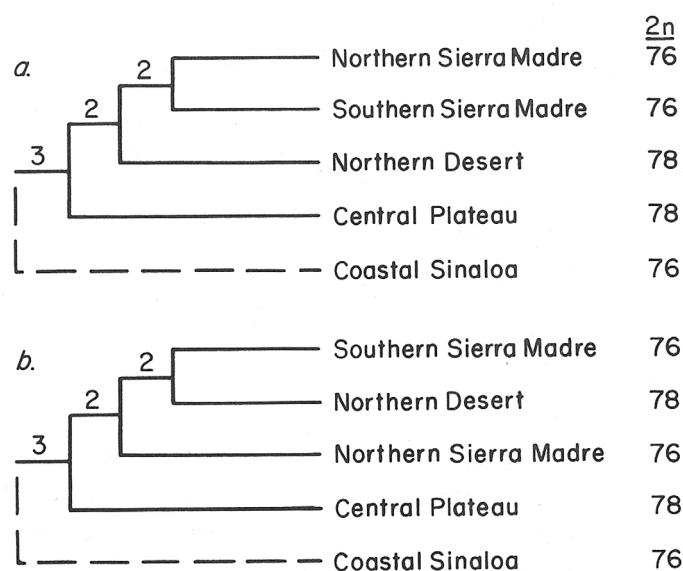 2n
a.
2
Northern Sierra Madre 76
2
Southern Sierra Madre 76
3
Northern Desert 78
Central Plateau 78
Coastal Sinaloa 76
b.
2
Southern Sierra Madre 76
2
Northern Desert 78
3
Northern Sierra Madre 76
Central Plateau 78
Coastal Sinaloa 76